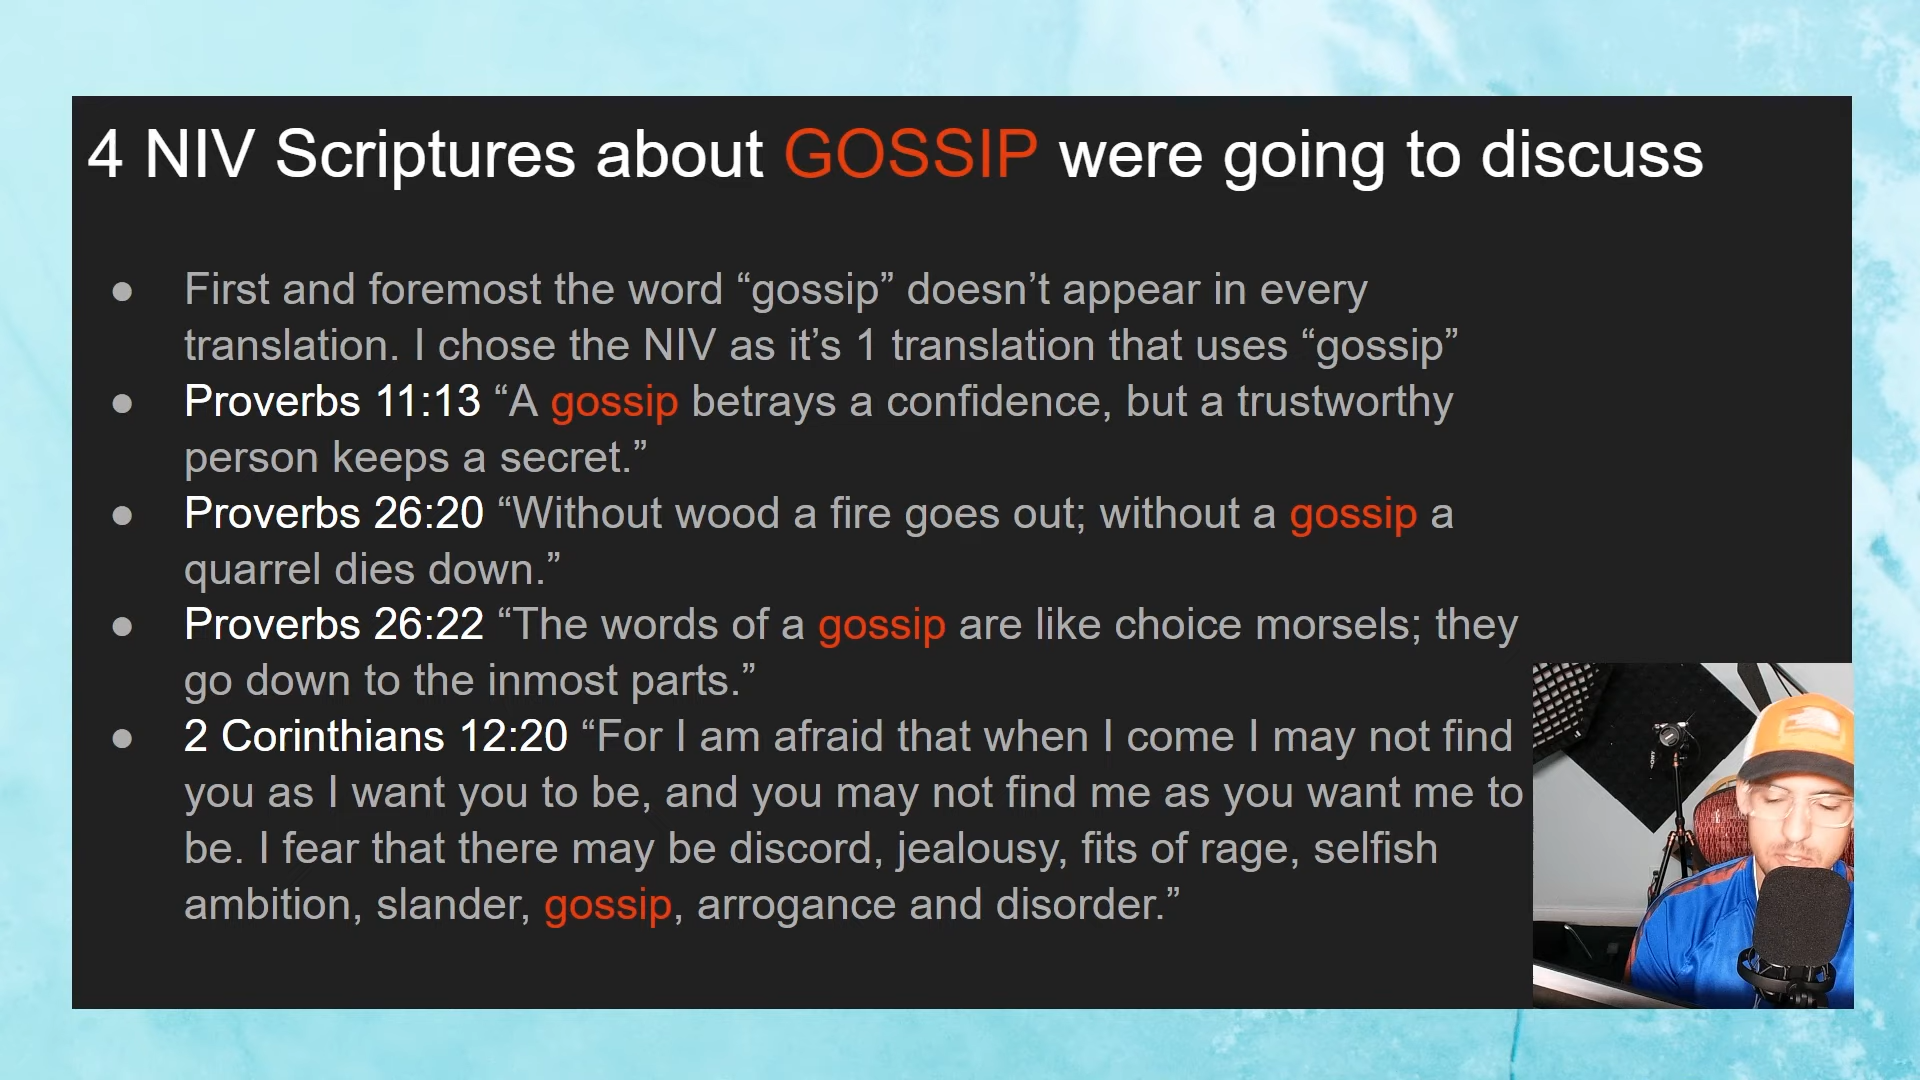 4 NIV Scriptures about GOSSIP were going to discuss
● First and foremost the word “gossip” doesn’t appear in every
translation. I chose the NIV as it’s 1 translation that uses “gossip”
● Proverbs 11:13 “A gossip betrays a confidence, but a trustworthy
person keeps a secret.”
● Proverbs 26:20 “Without wood a fire goes out; without a gossip a
quarrel dies down.”
● Proverbs 26:22 “The words of a gossip are like choice morsels; they
go down to the inmost parts.”
● 2 Corinthians 12:20 “For I am afraid that when I come I may not find
you as I want you to be, and you may not find me as you want me to
be. I fear that there may be discord, jealousy, fits of rage, selfish
ambition, slander, gossip, arrogance and disorder.”